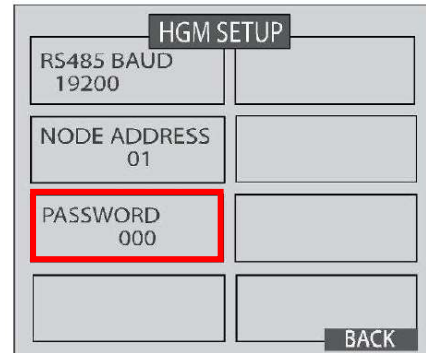 HGM SETUP
RS485 BAUD
19200
NODE ADDRESS
01
PASSWORD
000
BACK